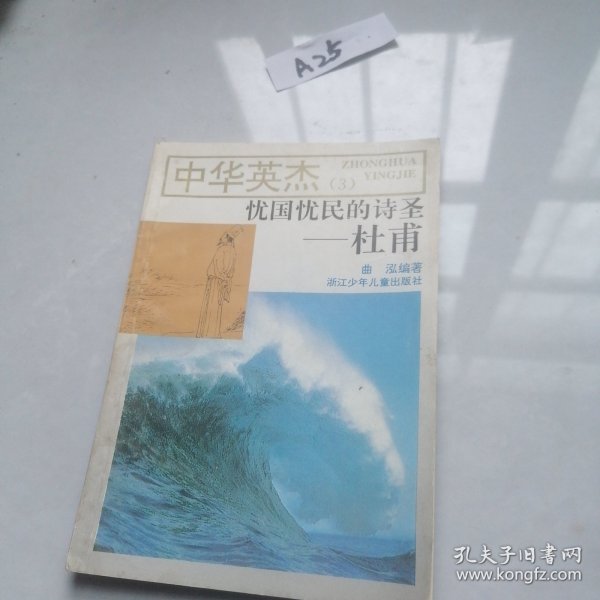 A25
中华英杰(3)
ZHONGHUA
YINGJIE
忧国忧民的诗圣
——杜甫
曲 泓编著
浙江少年儿童出版社
孔夫子旧书网
www.kongfz.com